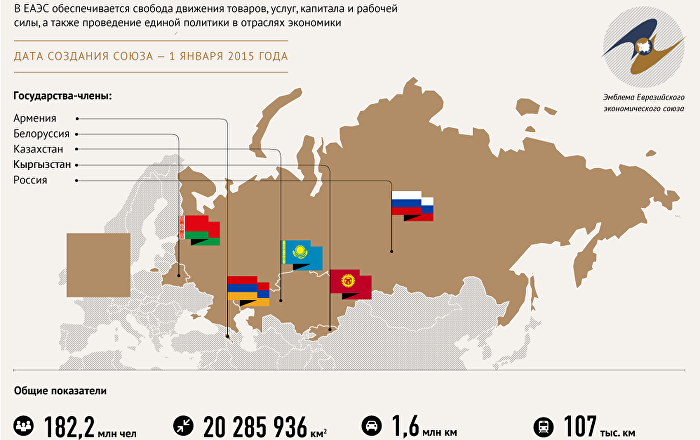 В ЕАЭС обеспечивается свобода движения товаров, услуг, капитала и рабочей
силы, а также проведение единой политики в отраслях экономики
ДАТА СОЗДАНИЯ СОЮЗА — 1 ЯНВАРЯ 2015 ГОДА
Эмблема Евразийского
экономического союза
Государства-члены:
Армения
Белоруссия
Казахстан
Кыргызстан
Россия
Общие показатели
182,2 млн чел
20 285 936 км²
1,6 млн км
107 тыс. км